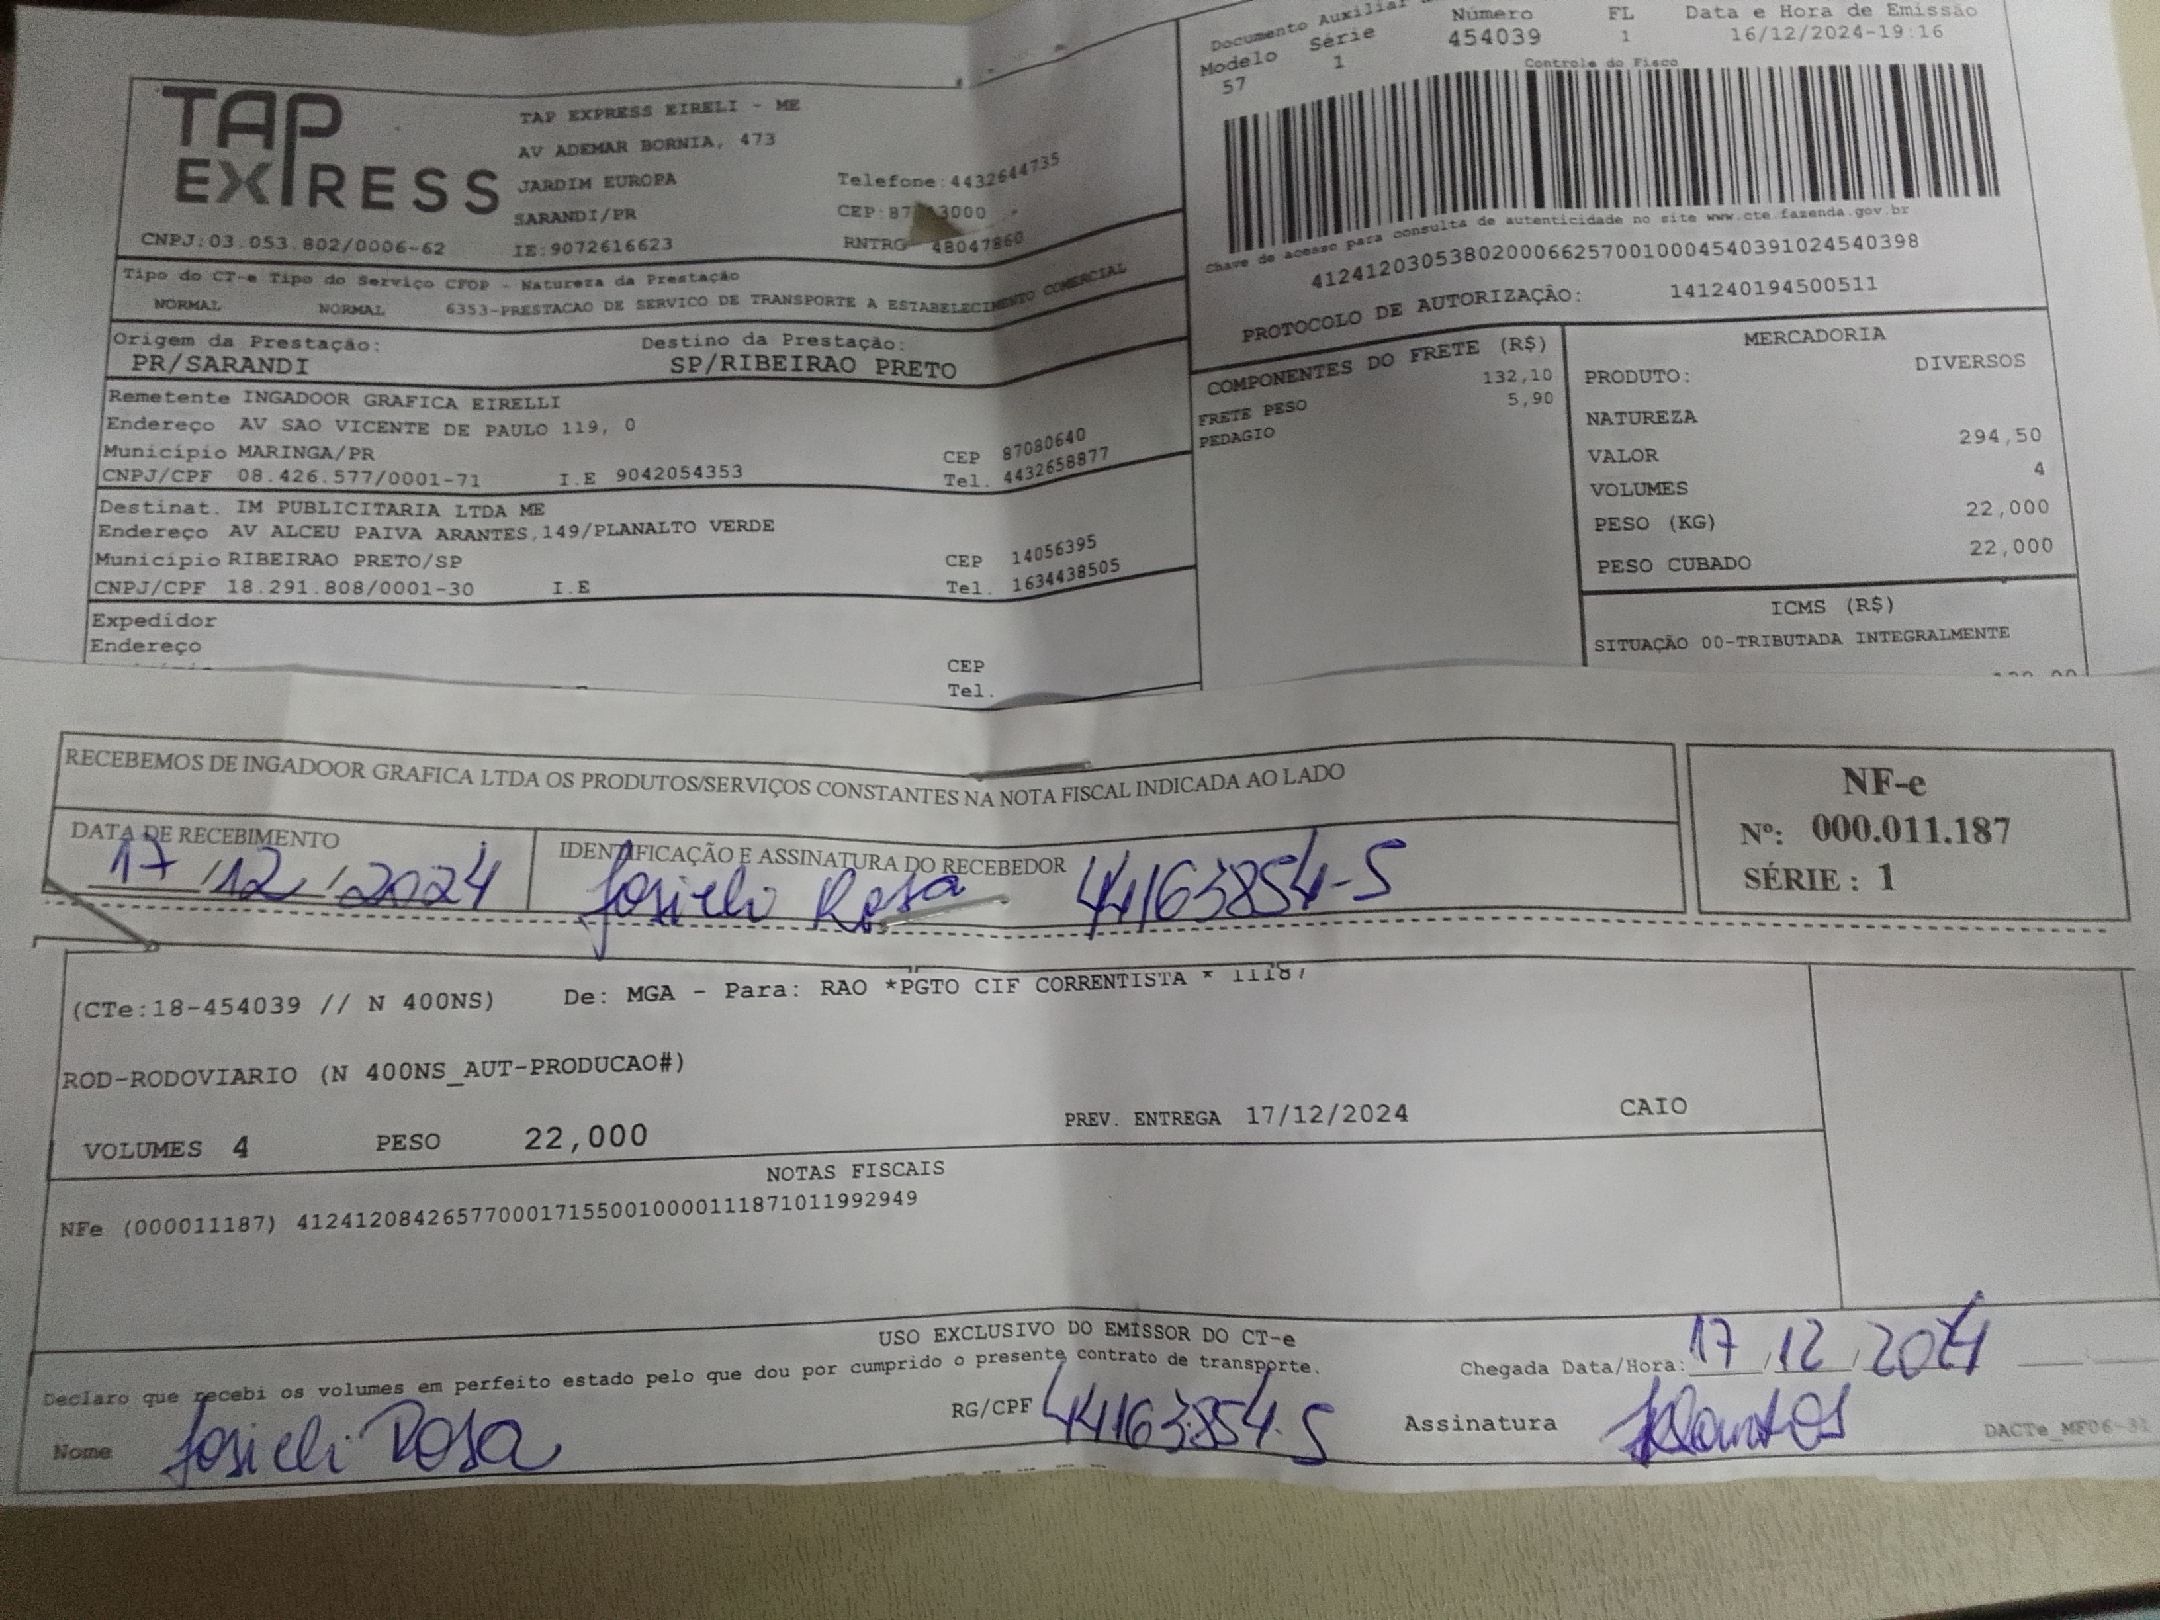 Documento Auxiliar
Modelo Série Número FL Data e Hora de Emissão
57 1 454039 1 16/12/2024-19:16
Controle do Fisco
TAP EXPRESS
TAP EXPRESS EIRELI - ME
AV ADEMAR BORNIA, 473
JARDIM EUROPA Telefone:4432644735
SARANDI/PR
CNPJ:03.053.802/0006-62 IE:9072616623 RNTRC 48047860
Chave de acesso para consulta de autenticidade no site www.cte.fazenda.gov.br
41241203053802000662570010004540391024540398
PROTOCOLO DE AUTORIZAÇÃO: 141240194500511
Tipo do CT-e Tipo do Serviço CFOP - Natureza da Prestação
NORMAL NORMAL 6353-PRESTACAO DE SERVICO DE TRANSPORTE A ESTABELECIMENTO COMERCIAL
Origem da Prestação: Destino da Prestação:
PR/SARANDI SP/RIBEIRAO PRETO
Remetente INGADOOR GRAFICA EIRELLI
Endereço AV SAO VICENTE DE PAULO 119, 0
Município MARINGA/PR CEP 87080640
CNPJ/CPF 08.426.577/0001-71 I.E 9042054353 Tel. 4432658877
Destinat. IM PUBLICITARIA LTDA ME
Endereço AV ALCEU PAIVA ARANTES,149/PLANALTO VERDE
Município RIBEIRAO PRETO/SP CEP 14056395
CNPJ/CPF 18.291.808/0001-30 I.E Tel. 1634438505
Expedidor
Endereço
CEP
Tel.
COMPONENTES DO FRETE (R$)
FRETE PESO 132,10
PEDAGIO 5,90
MERCADORIA
PRODUTO: DIVERSOS
NATUREZA
VALOR 294,50
VOLUMES 4
PESO (KG) 22,000
PESO CUBADO 22,000
ICMS (R$)
SITUAÇÃO 00-TRIBUTADA INTEGRALMENTE
RECEBEMOS DE INGADOOR GRAFICA LTDA OS PRODUTOS/SERVIÇOS CONSTANTES NA NOTA FISCAL INDICADA AO LADO
DATA DE RECEBIMENTO IDENTIFICAÇÃO E ASSINATURA DO RECEBEDOR
17/12/2024 Josieli Rosa 44163854-5
NF-e
Nº: 000.011.187
SÉRIE : 1
(CTe:18-454039 // N 400NS) De: MGA - Para: RAO *PGTO CIF CORRENTISTA * 11187
ROD-RODOVIARIO (N 400NS_AUT-PRODUCAO#)
VOLUMES 4 PESO 22,000 PREV. ENTREGA 17/12/2024 CAIO
NOTAS FISCAIS
NFe (000011187) 41241208426577000171550010000111871011992949
USO EXCLUSIVO DO EMISSOR DO CT-e
Declaro que recebi os volumes em perfeito estado pelo que dou por cumprido o presente contrato de transporte. Chegada Data/Hora: 17/12/2024
Nome Josieli Rosa RG/CPF 44163854-5 Assinatura JRSantos DACTe_MF06-31